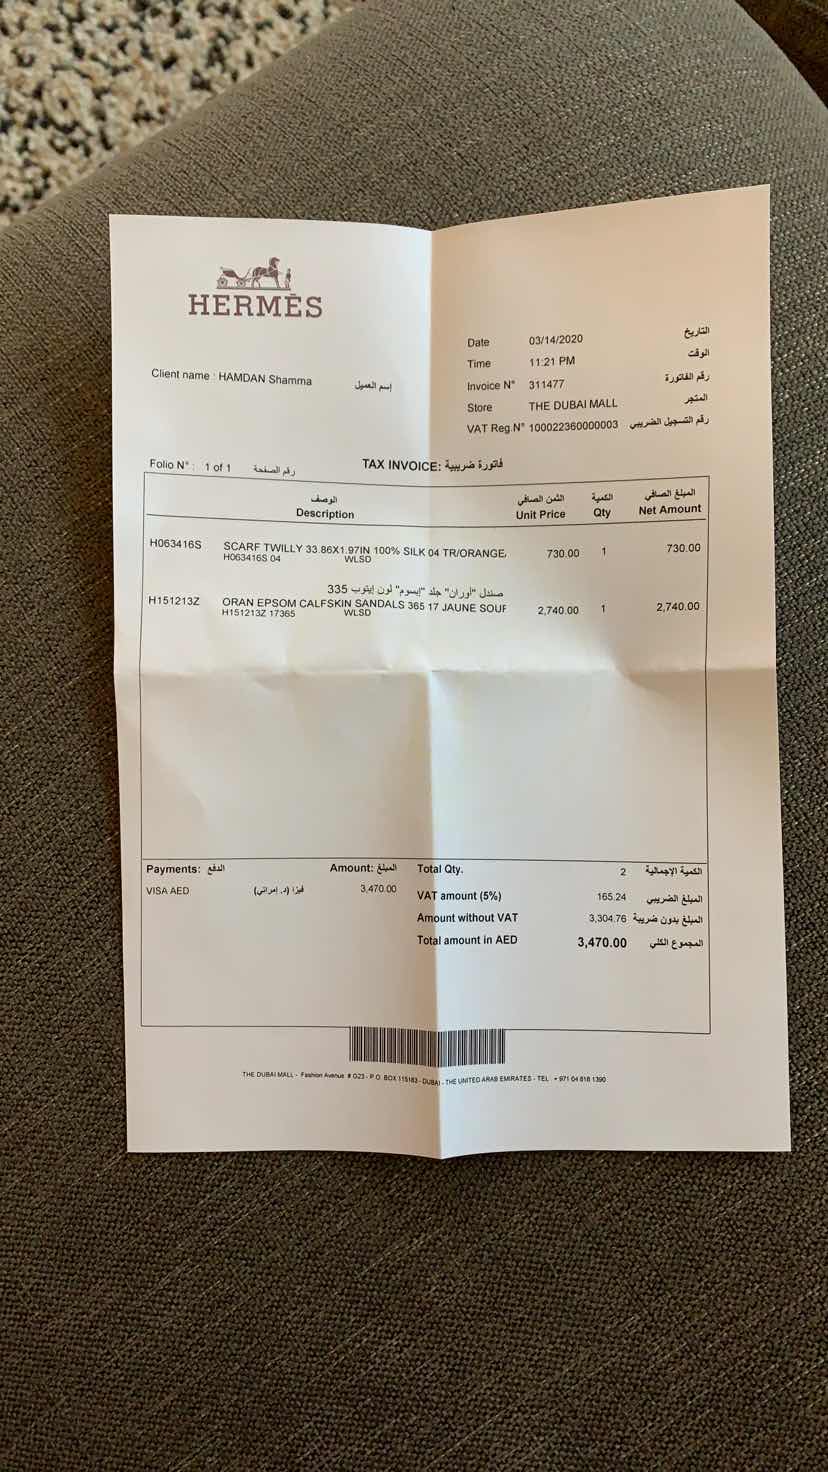 HERMÈS
Client name : HAMDAN Shamma إسم العميل
Date 03/14/2020 التاريخ
Time 11:21 PM الوقت
Invoice N° 311477 رقم الفاتورة
Store THE DUBAI MALL المتجر
VAT Reg.N° 100022360000003 رقم التسجيل الضريبي
Folio N° : 1 of 1 رقم الصفحة
TAX INVOICE: فاتورة ضريبية
الوصف الثمن الصافي الكمية المبلغ الصافي
Description Unit Price Qty Net Amount
H063416S SCARF TWILLY 33.86X1.97IN 100% SILK 04 TR/ORANGE/ 730.00 1 730.00
H063416S 04 WLSD
صندل "أوران" جلد "إبسوم" لون إيتوب 335
H151213Z ORAN EPSOM CALFSKIN SANDALS 365 17 JAUNE SOUF 2,740.00 1 2,740.00
H151213Z 17365 WLSD
Payments: الدفع Amount: المبلغ Total Qty. 2 الكمية الإجمالية
VISA AED فيزا (د. إمراتي) 3,470.00
VAT amount (5%) 165.24 المبلغ الضريبي
Amount without VAT 3,304.76 المبلغ بدون ضريبة
Total amount in AED 3,470.00 المجموع الكلي
THE DUBAI MALL - Fashion Avenue # G23 - P.O. BOX 115163 - DUBAI - THE UNITED ARAB EMIRATES - TEL : + 971 04 818 1390